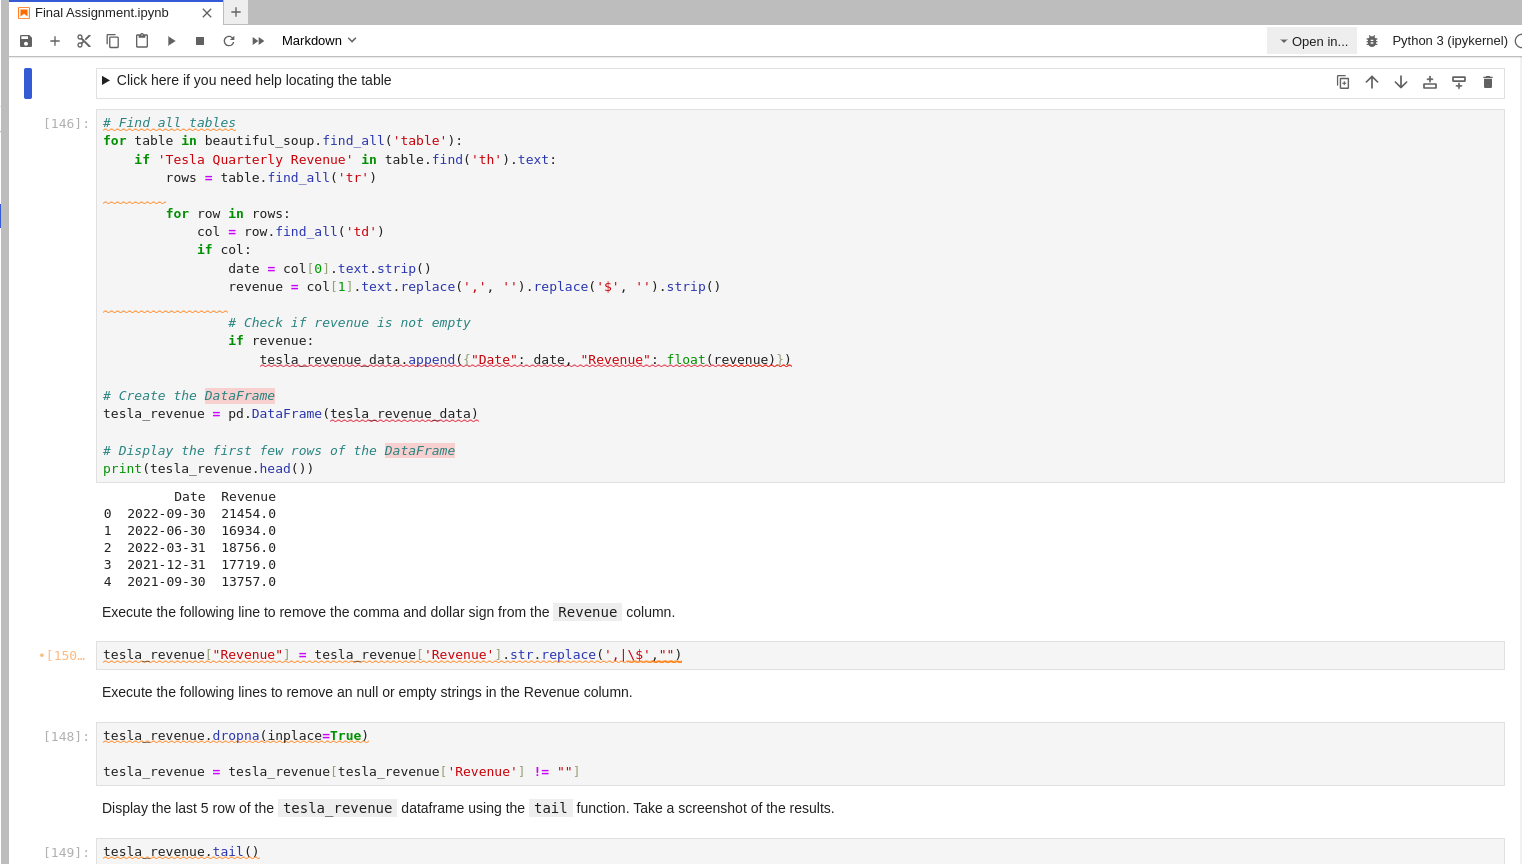 Final Assignment.ipynb
Markdown
Open in...
Python 3 (ipykernel)
Click here if you need help locating the table
[146]:
# Find all tables
for table in beautiful_soup.find_all('table'):
    if 'Tesla Quarterly Revenue' in table.find('th').text:
        rows = table.find_all('tr')

        for row in rows:
            col = row.find_all('td')
            if col:
                date = col[0].text.strip()
                revenue = col[1].text.replace(',', '').replace('$', '').strip()

                # Check if revenue is not empty
                if revenue:
                    tesla_revenue_data.append({"Date": date, "Revenue": float(revenue)})

# Create the DataFrame
tesla_revenue = pd.DataFrame(tesla_revenue_data)

# Display the first few rows of the DataFrame
print(tesla_revenue.head())
         Date  Revenue
0  2022-09-30  21454.0
1  2022-06-30  16934.0
2  2022-03-31  18756.0
3  2021-12-31  17719.0
4  2021-09-30  13757.0
Execute the following line to remove the comma and dollar sign from the Revenue column.
•[150…
tesla_revenue["Revenue"] = tesla_revenue['Revenue'].str.replace(',|\$',"")
Execute the following lines to remove an null or empty strings in the Revenue column.
[148]:
tesla_revenue.dropna(inplace=True)

tesla_revenue = tesla_revenue[tesla_revenue['Revenue'] != ""]
Display the last 5 row of the tesla_revenue dataframe using the tail function. Take a screenshot of the results.
[149]:
tesla_revenue.tail()